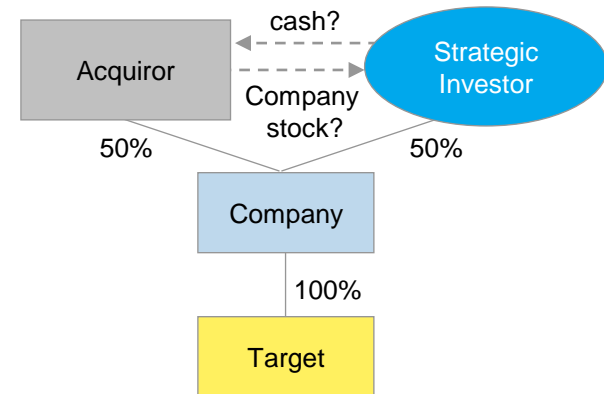 cash?
Acquiror
Strategic
Investor
Company
stock?
50%
50%
Company
100%
Target